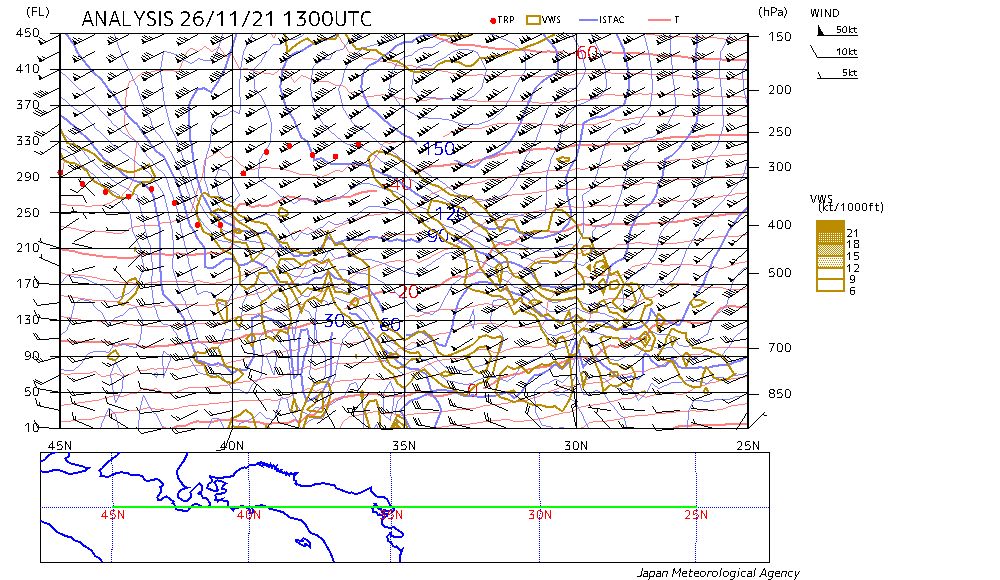 (FL) ANALYSIS 26/11/21 1300UTC TRP VWS ISTAC T (hPa) WIND
450 60 150 50kt
410 10kt
370 200 5kt
330 150 250
290 40 300
250 120 400 VWS
210 90 (kt/1000ft)
170 20 500 21
130 30 60 18
90 700 15
50 0 850 12
10 9
6
45N 40N 35N 30N 25N
45N 40N 35N 30N 25N
Japan Meteorological Agency